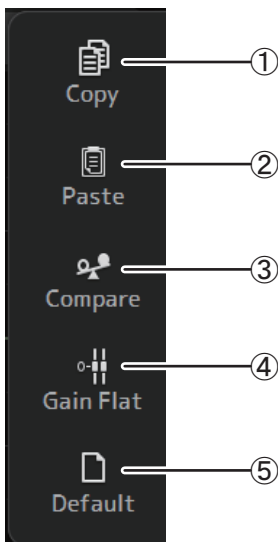 Copy ①
Paste ②
Compare ③
Gain Flat ④
Default ⑤